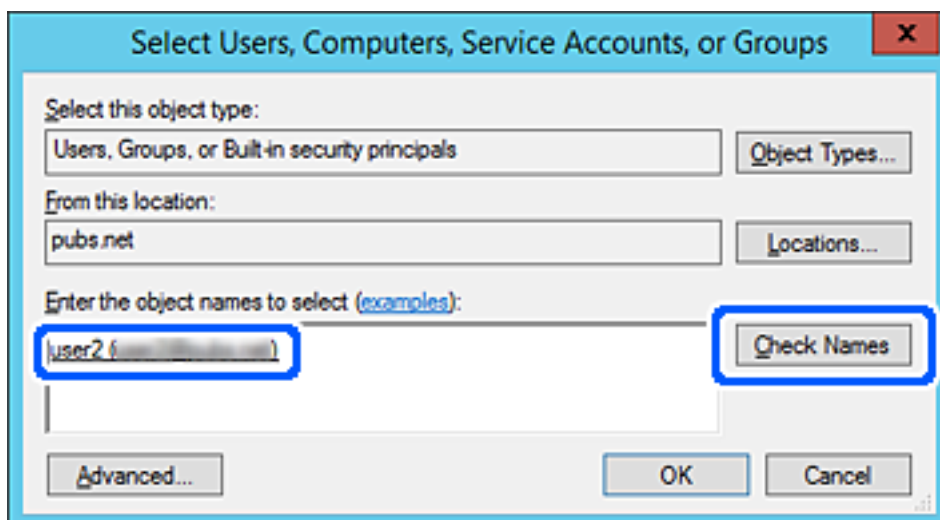 Select Users, Computers, Service Accounts, or Groups
x
Select this object type:
Users, Groups, or Built-in security principals
Object Types...
From this location:
pubs.net
Locations...
Enter the object names to select (examples):
user2 ( )
Check Names
Advanced...
OK
Cancel